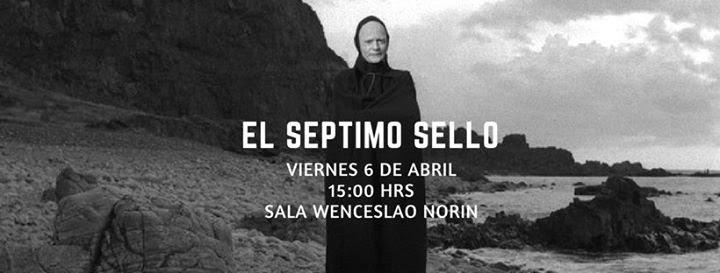 EL SEPTIMO SELLO
VIERNES 6 DE ABRIL
15:00 HRS
SALA WENCESLAO NORIN